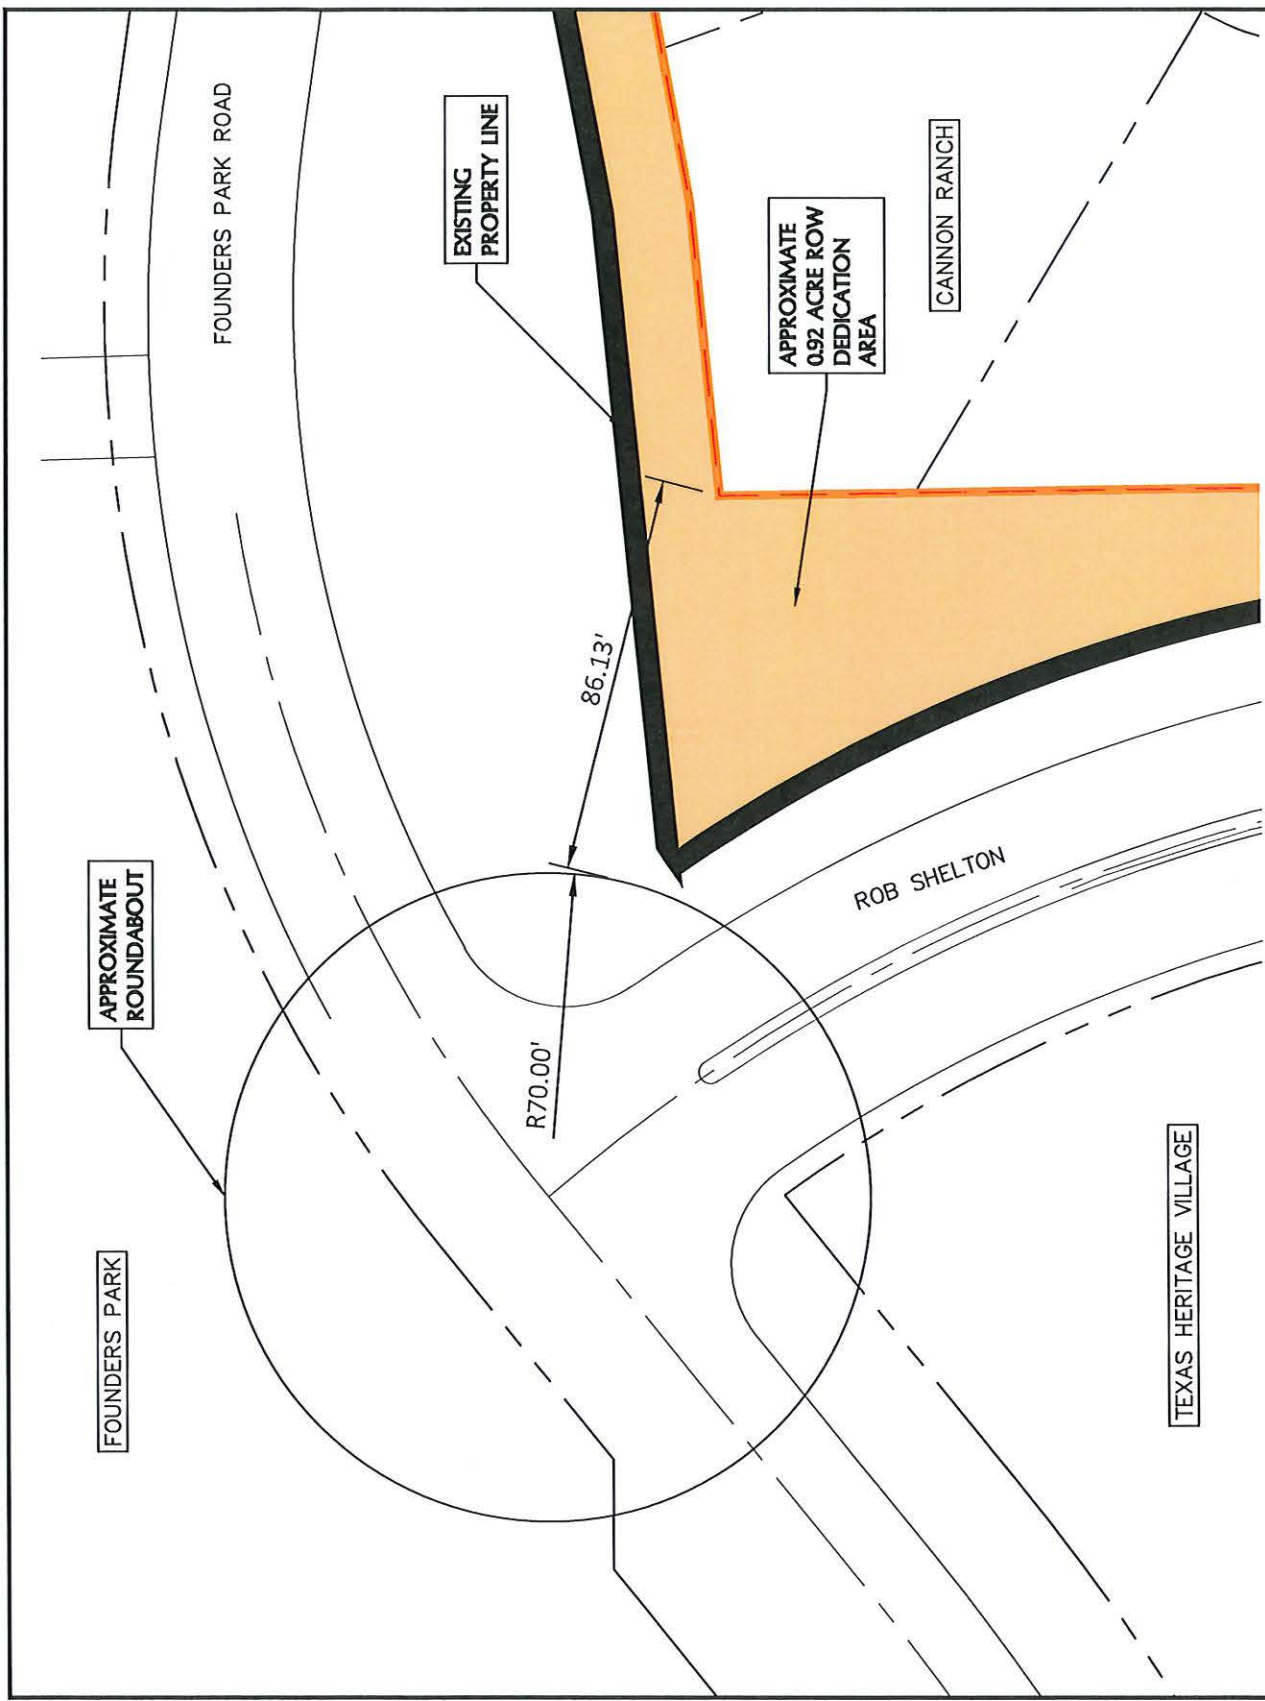 FOUNDERS PARK
APPROXIMATE
ROUNDABOUT
FOUNDERS PARK ROAD
EXISTING
PROPERTY LINE
86.13'
R70.00'
APPROXIMATE
0.92 ACRE ROW
DEDICATION
AREA
CANNON RANCH
ROB SHELTON
TEXAS HERITAGE VILLAGE